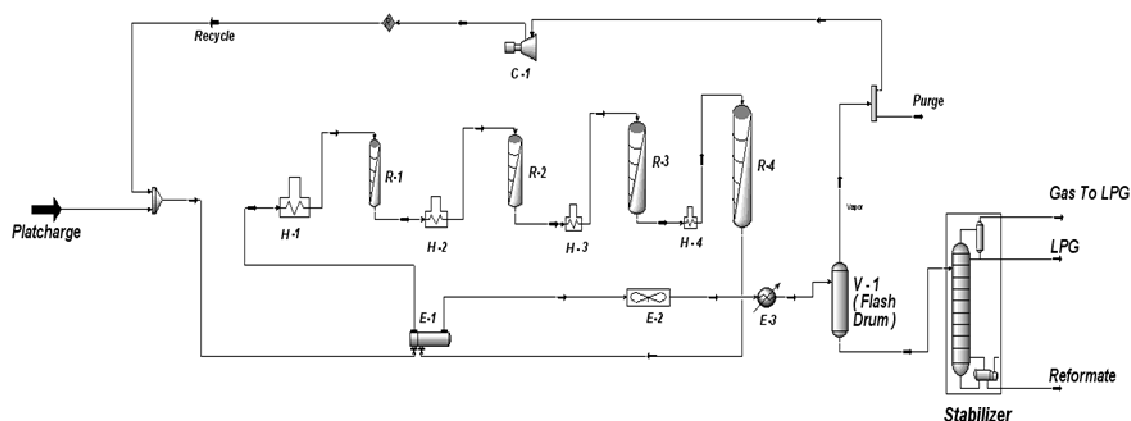 Recycle
R
C-1
Purge
R-1
R-2
R-3
R-4
Platcharge
H-1
H-2
H-3
H-4
Vapor
Gas To LPG
LPG
E-1
E-2
E-3
V-1
(Flash
Drum)
Reformate
Stabilizer